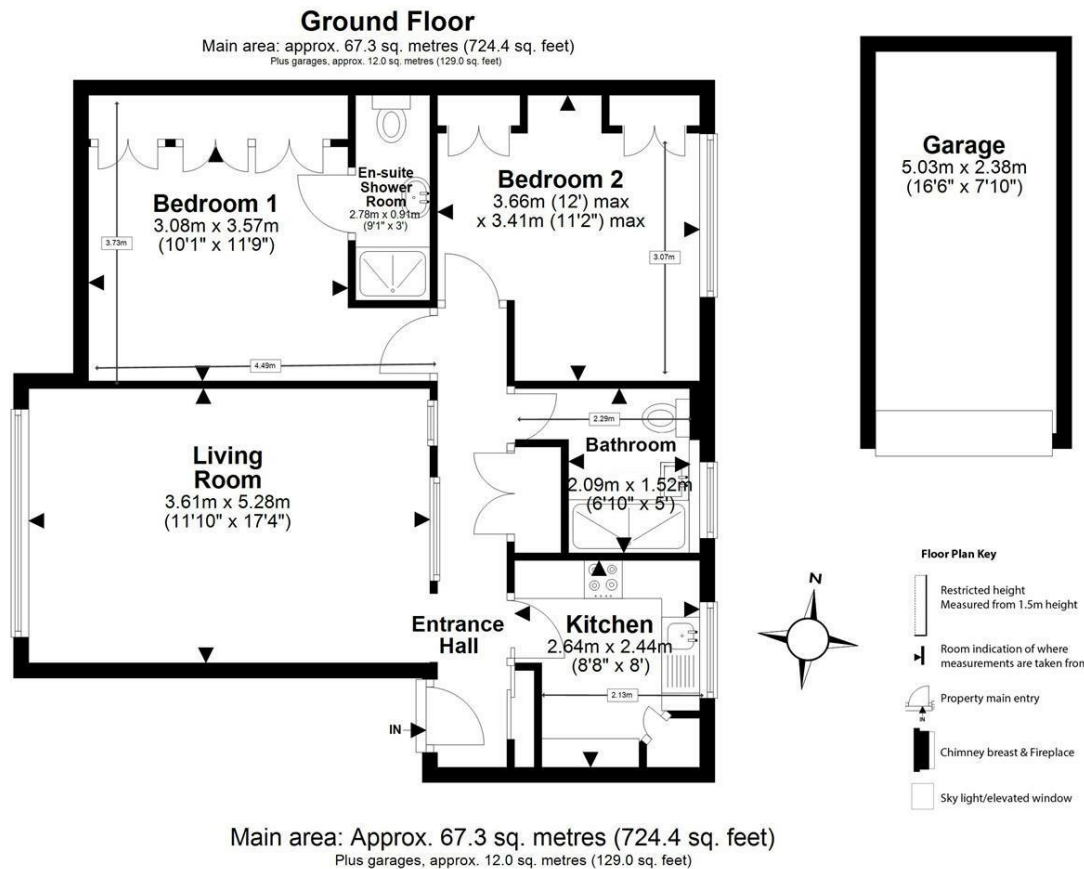 Ground Floor
Main area: approx. 67.3 sq. metres (724.4 sq. feet)
Plus garages, approx. 12.0 sq. metres (129.0 sq. feet)
Bedroom 1
3.08m x 3.57m
(10'1" x 11'9")
3.73m
4.49m
En-suite
Shower
Room
2.78m x 0.91m
(9'1" x 3')
Bedroom 2
3.66m (12') max
x 3.41m (11'2") max
3.07m
Garage
5.03m x 2.38m
(16'6" x 7'10")
Living
Room
3.61m x 5.28m
(11'10" x 17'4")
2.29m
Bathroom
2.09m x 1.52m
(6'10" x 5')
Entrance
Hall
IN
Kitchen
2.64m x 2.44m
(8'8" x 8')
2.13m
N
Floor Plan Key
Restricted height
Measured from 1.5m height
Room indication of where
measurements are taken from
Property main entry
IN
Chimney breast & Fireplace
Sky light/elevated window
Main area: Approx. 67.3 sq. metres (724.4 sq. feet)
Plus garages, approx. 12.0 sq. metres (129.0 sq. feet)